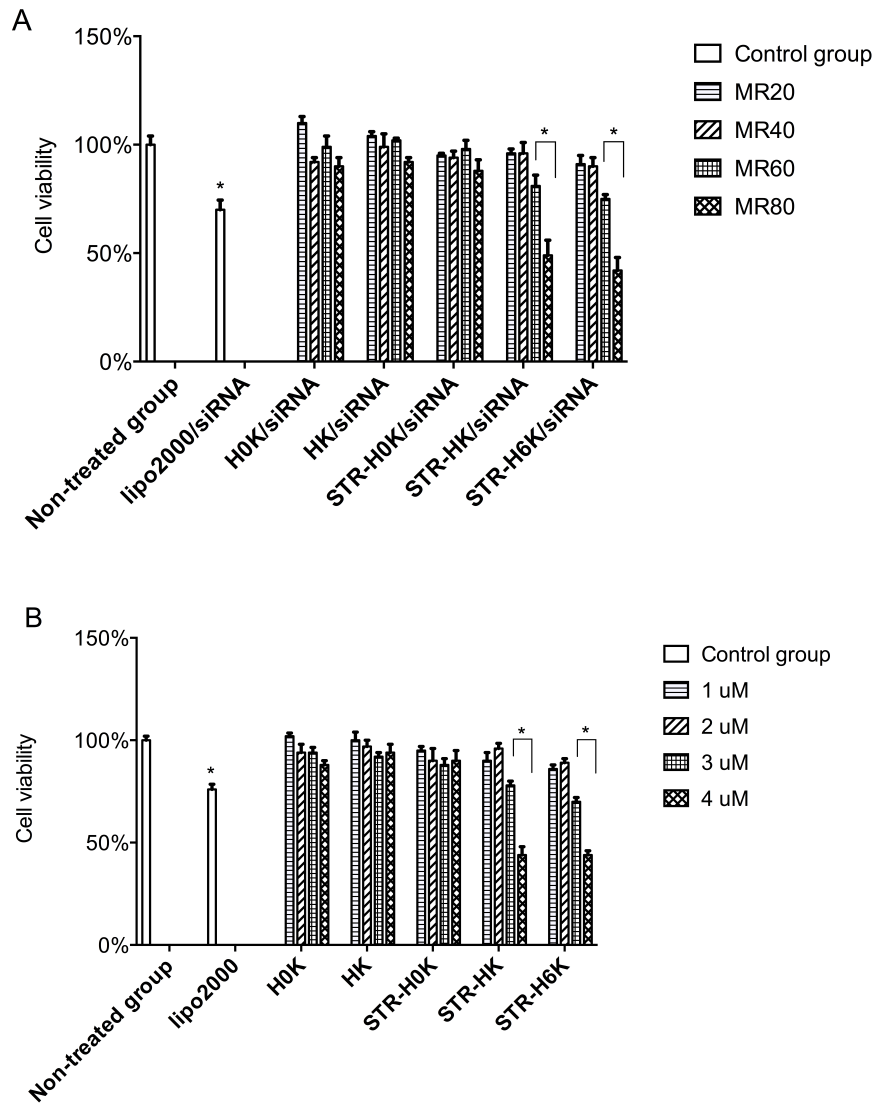 A
150%
100%
50%
0%
Cell viability
*
*
*
Non-treated group
lipo2000/siRNA
H0K/siRNA
HK/siRNA
STR-H0K/siRNA
STR-HK/siRNA
STR-H6K/siRNA
Control group
MR20
MR40
MR60
MR80
B
150%
100%
50%
0%
Cell viability
*
*
*
Non-treated group
lipo2000
H0K
HK
STR-H0K
STR-HK
STR-H6K
Control group
1 uM
2 uM
3 uM
4 uM